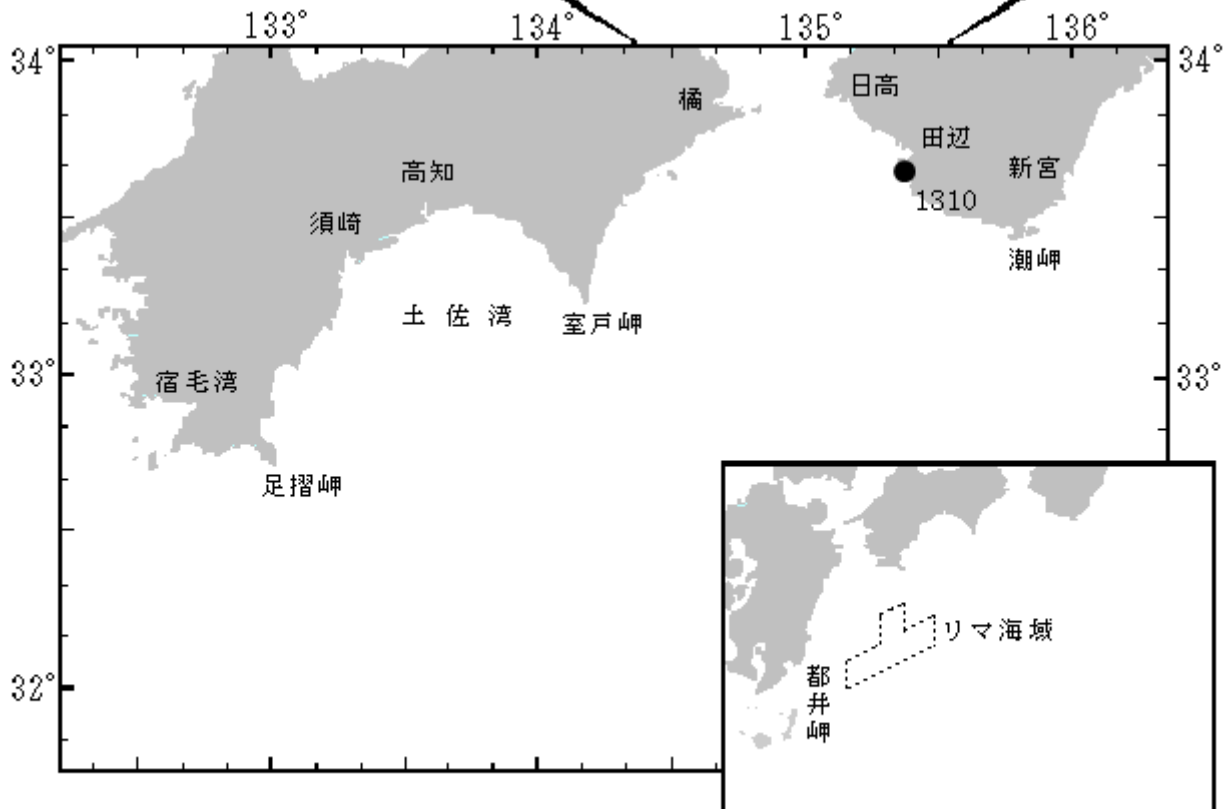 133°
134°
135°
136°
34°
34°
日高
橘
田辺
高知
新宮
1310
須崎
潮岬
土佐湾
室戸岬
33°
33°
宿毛湾
足摺岬
リマ海域
都井岬
32°